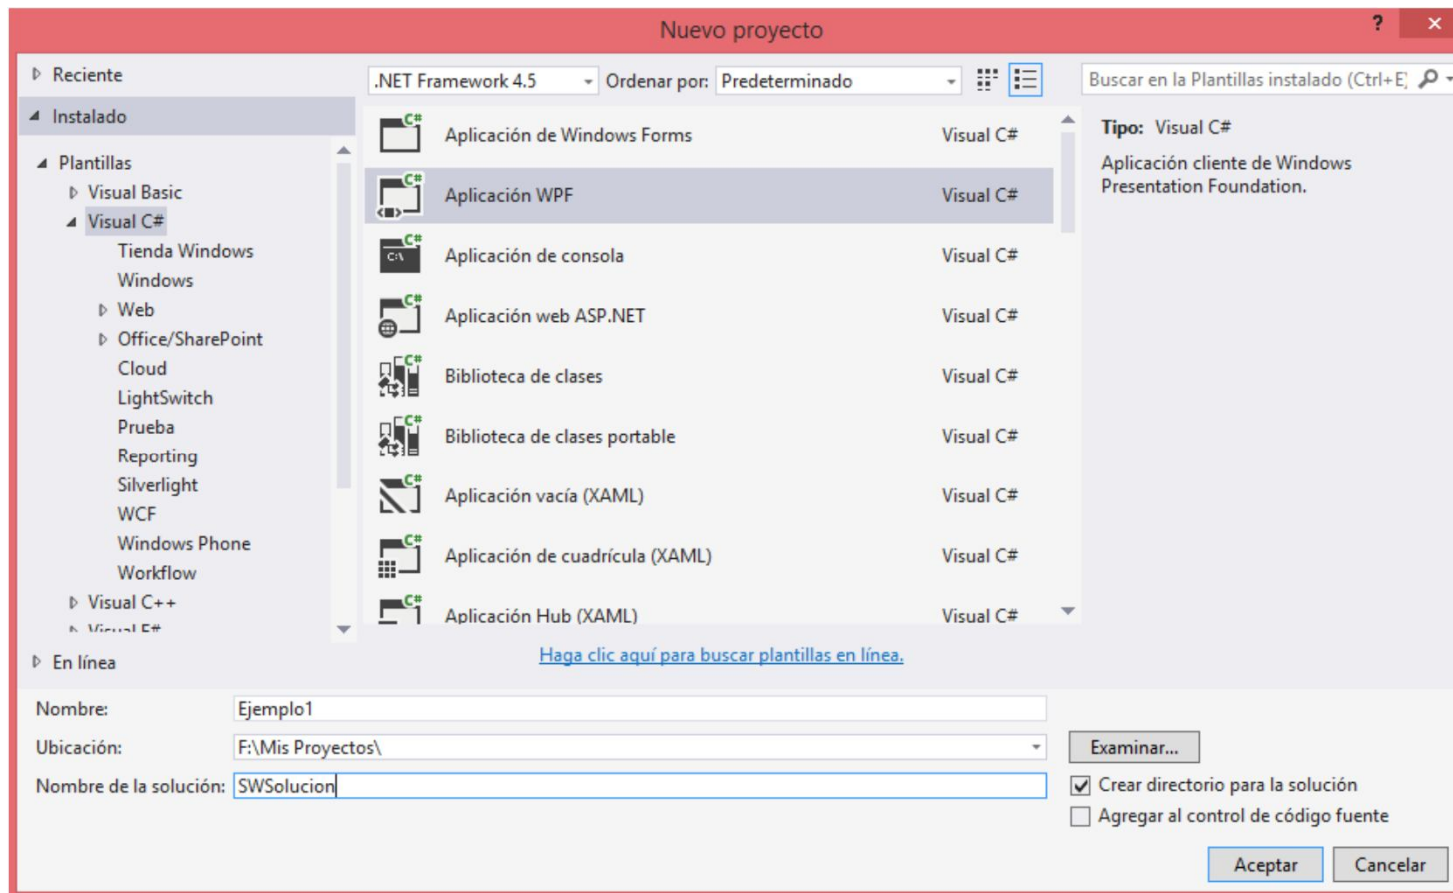 Nuevo proyecto
?
Reciente
Instalado
Plantillas
Visual Basic
Visual C#
Tienda Windows
Windows
Web
Office/SharePoint
Cloud
LightSwitch
Prueba
Reporting
Silverlight
WCF
Windows Phone
Workflow
Visual C++
Visual F#
En línea
.NET Framework 4.5
Ordenar por: Predeterminado
C# Aplicación de Windows Forms Visual C#
C# Aplicación WPF Visual C#
C# C:\ Aplicación de consola Visual C#
C# Aplicación web ASP.NET Visual C#
C# Biblioteca de clases Visual C#
C# Biblioteca de clases portable Visual C#
C# Aplicación vacía (XAML) Visual C#
C# Aplicación de cuadrícula (XAML) Visual C#
C# Aplicación Hub (XAML) Visual C#
Haga clic aquí para buscar plantillas en línea.
Buscar en la Plantillas instalado (Ctrl+E)
Tipo: Visual C#
Aplicación cliente de Windows
Presentation Foundation.
Nombre: Ejemplo1
Ubicación: F:\Mis Proyectos\
Examinar...
Nombre de la solución: SWSolucion
Crear directorio para la solución
Agregar al control de código fuente
Aceptar
Cancelar